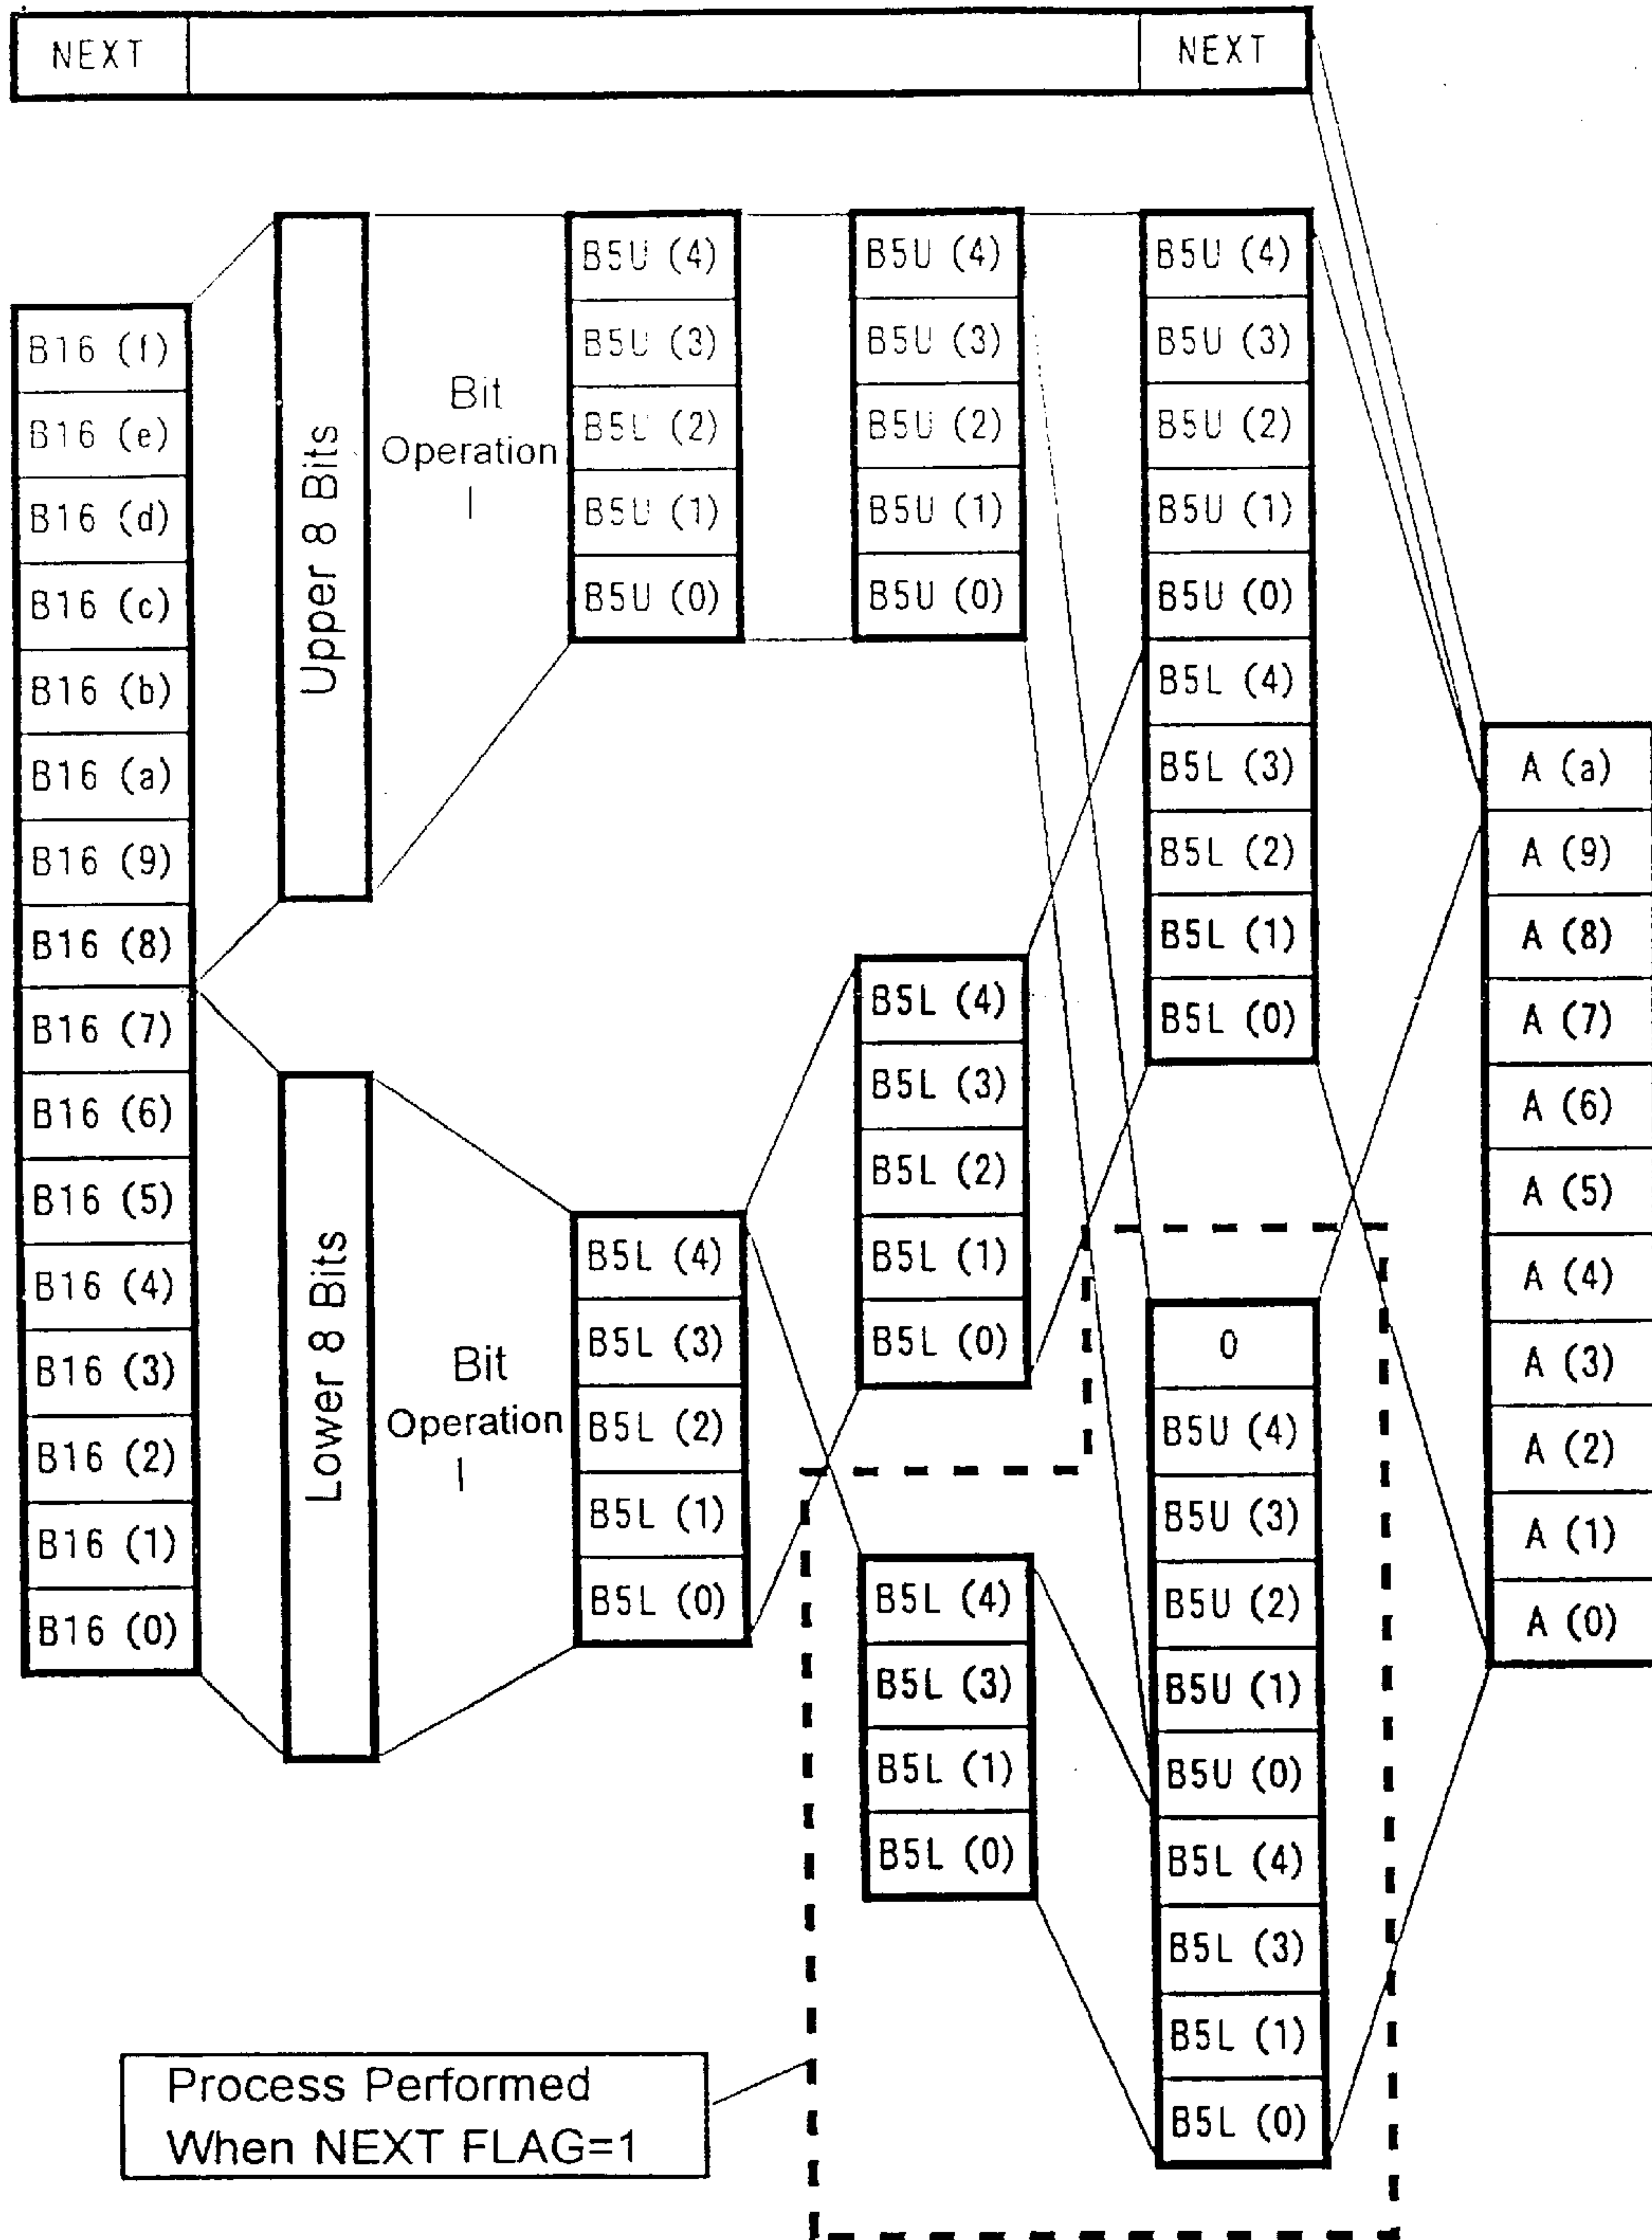 NEXT
NEXT
B16 (f)
B16 (e)
B16 (d)
B16 (c)
B16 (b)
B16 (a)
B16 (9)
B16 (8)
B16 (7)
B16 (6)
B16 (5)
B16 (4)
B16 (3)
B16 (2)
B16 (1)
B16 (0)
Upper 8 Bits
Lower 8 Bits
Bit
Operation
I
Bit
Operation
I
B5U (4)
B5U (3)
B5U (2)
B5U (1)
B5U (0)
B5L (4)
B5L (3)
B5L (2)
B5L (1)
B5L (0)
B5U (4)
B5U (3)
B5U (2)
B5U (1)
B5U (0)
B5L (4)
B5L (3)
B5L (2)
B5L (1)
B5L (0)
B5L (4)
B5L (3)
B5L (1)
B5L (0)
B5U (4)
B5U (3)
B5U (2)
B5U (1)
B5U (0)
B5L (4)
B5L (3)
B5L (2)
B5L (1)
B5L (0)
0
B5U (4)
B5U (3)
B5U (2)
B5U (1)
B5U (0)
B5L (4)
B5L (3)
B5L (1)
B5L (0)
A (a)
A (9)
A (8)
A (7)
A (6)
A (5)
A (4)
A (3)
A (2)
A (1)
A (0)
Process Performed
When NEXT FLAG=1